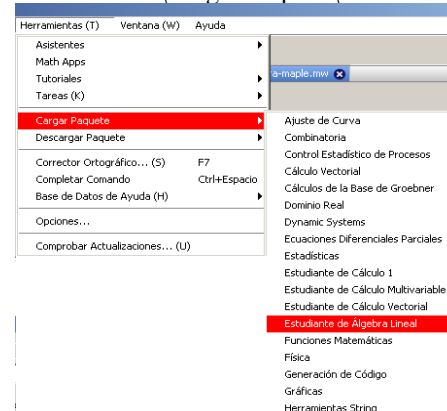 Herramientas (T) Ventana (W) Ayuda
Asistentes
Math Apps
Tutoriales
Tareas (K)
Cargar Paquete
Descargar Paquete
Corrector Ortográfico... (S) F7
Completar Comando Ctrl+Espacio
Base de Datos de Ayuda (H)
Opciones...
Comprobar Actualizaciones... (U)
a-maple.mw
Ajuste de Curva
Combinatoria
Control Estadístico de Procesos
Cálculo Vectorial
Cálculos de la Base de Groebner
Dominio Real
Dynamic Systems
Ecuaciones Diferenciales Parciales
Estadísticas
Estudiante de Cálculo 1
Estudiante de Cálculo Multivariable
Estudiante de Cálculo Vectorial
Estudiante de Álgebra Lineal
Funciones Matemáticas
Física
Generación de Código
Gráficas
Herramientas String